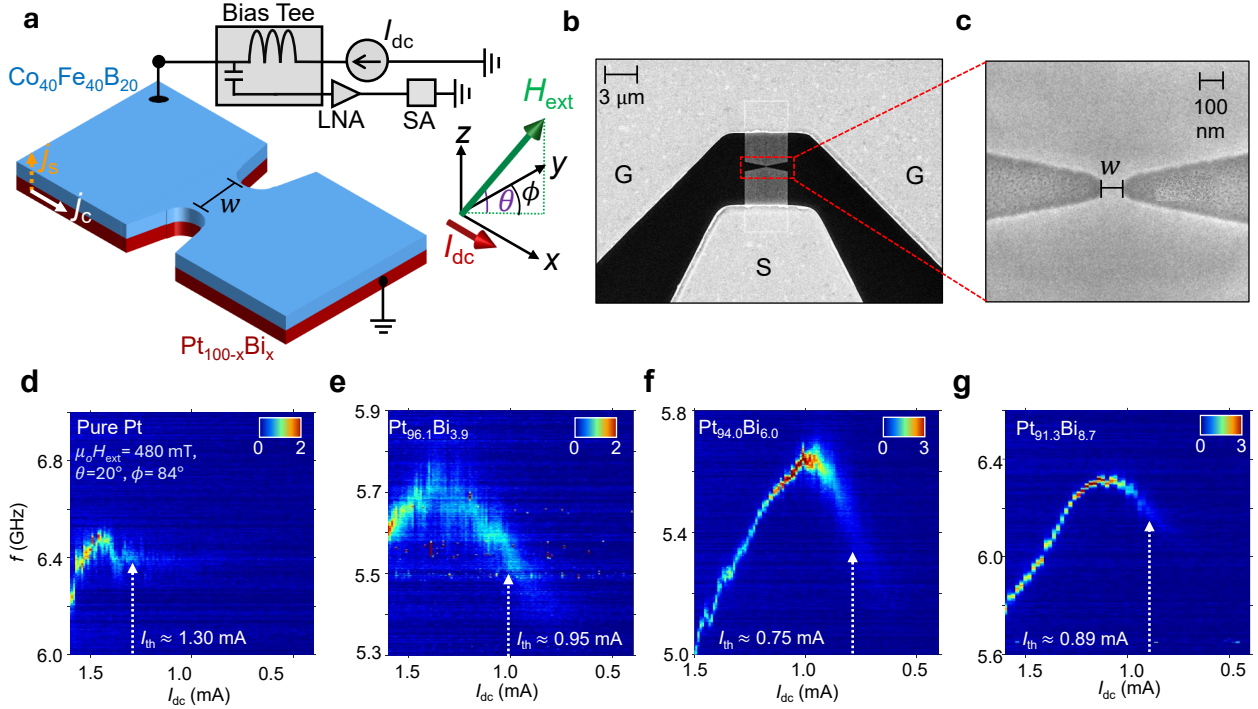 a
Bias Tee
I_dc
Co₄₀Fe₄₀B₂₀
LNA
SA
H_ext
z
y
ϕ
θ
I_dc
x
j_s
j_c
w
Pt₁₀₀₋ₓBiₓ
b
3 μm
G
G
S
c
100
nm
w
d
Pure Pt
0 2
μ₀H_ext= 480 mT,
θ=20°, ϕ= 84°
6.8
6.4
6.0
f (GHz)
I_th ≈ 1.30 mA
1.5 1.0 0.5
I_dc (mA)
e
Pt₉₆.₁Bi₃.₉
0 2
5.9
5.7
5.5
5.3
I_th ≈ 0.95 mA
1.5 1.0 0.5
I_dc (mA)
f
Pt₉₄.₀Bi₆.₀
0 3
5.8
5.4
5.0
I_th ≈ 0.75 mA
1.5 1.0 0.5
I_dc (mA)
g
Pt₉₁.₃Bi₈.₇
0 3
6.4
6.0
5.6
I_th ≈ 0.89 mA
1.5 1.0 0.5
I_dc (mA)